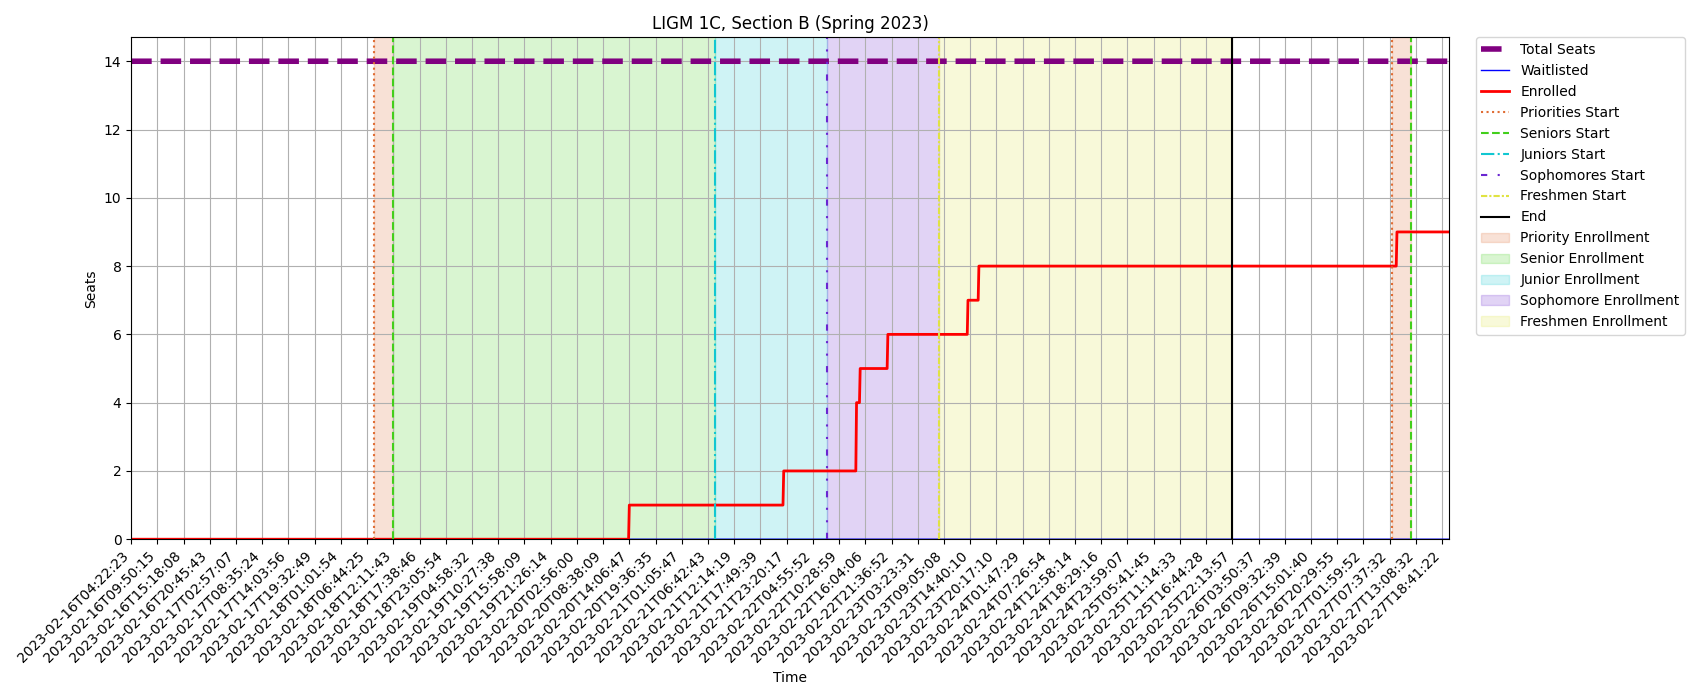 LIGM 1C, Section B (Spring 2023)
Total Seats
Waitlisted
Enrolled
Priorities Start
Seniors Start
Juniors Start
Sophomores Start
Freshmen Start
End
Priority Enrollment
Senior Enrollment
Junior Enrollment
Sophomore Enrollment
Freshmen Enrollment
Seats
14
12
10
8
6
4
2
0
2023-02-16T04:22:23
2023-02-16T09:50:15
2023-02-16T15:18:08
2023-02-16T20:45:43
2023-02-17T02:57:07
2023-02-17T08:35:24
2023-02-17T14:03:56
2023-02-17T19:32:49
2023-02-18T01:01:54
2023-02-18T06:44:25
2023-02-18T12:11:43
2023-02-18T17:38:46
2023-02-18T23:05:54
2023-02-19T04:58:32
2023-02-19T10:27:38
2023-02-19T15:58:09
2023-02-19T21:26:14
2023-02-20T02:56:00
2023-02-20T08:38:09
2023-02-20T14:06:47
2023-02-20T19:36:35
2023-02-21T01:05:47
2023-02-21T06:42:43
2023-02-21T12:14:19
2023-02-21T17:49:39
2023-02-21T23:20:17
2023-02-22T04:55:52
2023-02-22T10:28:59
2023-02-22T16:04:06
2023-02-22T21:36:52
2023-02-23T03:23:31
2023-02-23T09:05:08
2023-02-23T14:40:10
2023-02-23T20:17:10
2023-02-24T01:47:29
2023-02-24T07:26:54
2023-02-24T12:58:14
2023-02-24T18:29:16
2023-02-24T23:59:07
2023-02-25T05:41:45
2023-02-25T11:14:33
2023-02-25T16:44:28
2023-02-25T22:13:57
2023-02-26T03:50:37
2023-02-26T09:32:39
2023-02-26T15:01:40
2023-02-26T20:29:55
2023-02-27T01:59:52
2023-02-27T07:37:32
2023-02-27T13:08:32
2023-02-27T18:41:22
Time